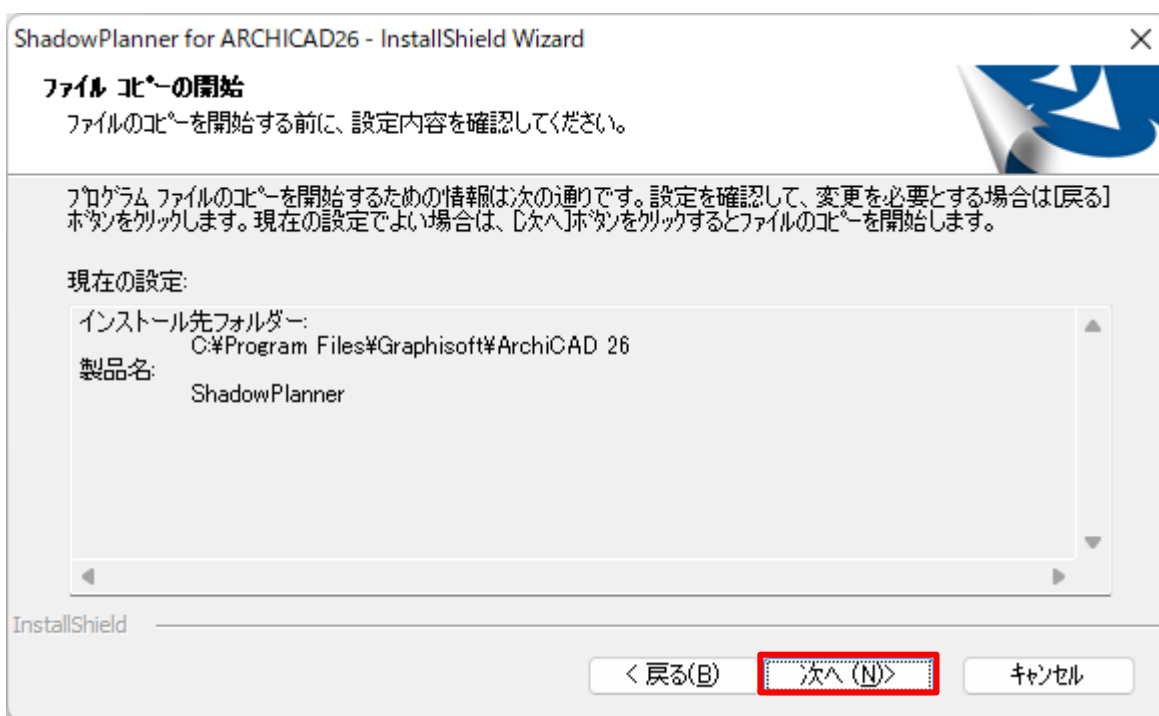 ShadowPlanner for ARCHICAD26 - InstallShield Wizard
ファイル コピーの開始
ファイルのコピーを開始する前に、設定内容を確認してください。
プログラム ファイルのコピーを開始するための情報は次の通りです。設定を確認して、変更を必要とする場合は[戻る]
ボタンをクリックします。現在の設定でよい場合は、[次へ]ボタンをクリックするとファイルのコピーを開始します。
現在の設定:
インストール先フォルダー:
C:¥Program Files¥Graphisoft¥ArchiCAD 26
製品名:
ShadowPlanner
InstallShield
< 戻る(B)
次へ (N)>
キャンセル